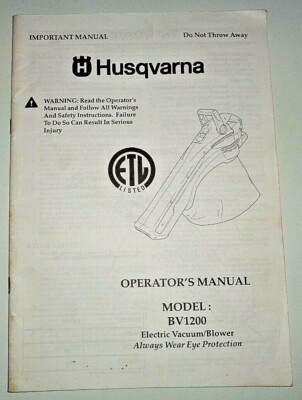 IMPORTANT MANUAL
Do Not Throw Away
Husqvarna
WARNING: Read the Operator's
Manual and Follow All Warnings
And Safety Instructions. Failure
To Do So Can Result In Serious
Injury
ETL
LISTED
OPERATOR'S MANUAL
MODEL :
BV1200
Electric Vacuum/Blower
Always Wear Eye Protection